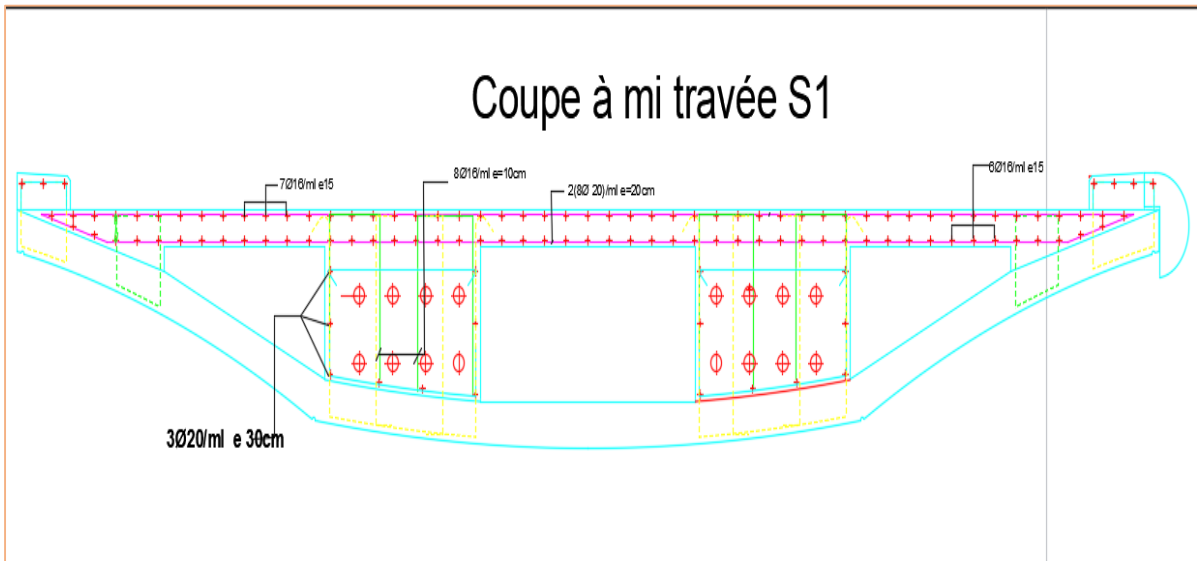 Coupe à mi travée S1
7Ø16/ml e15
8Ø16/ml e=10cm
2(8Ø 20)/ml e=20cm
6Ø16/ml e15
3Ø20/ml e 30cm